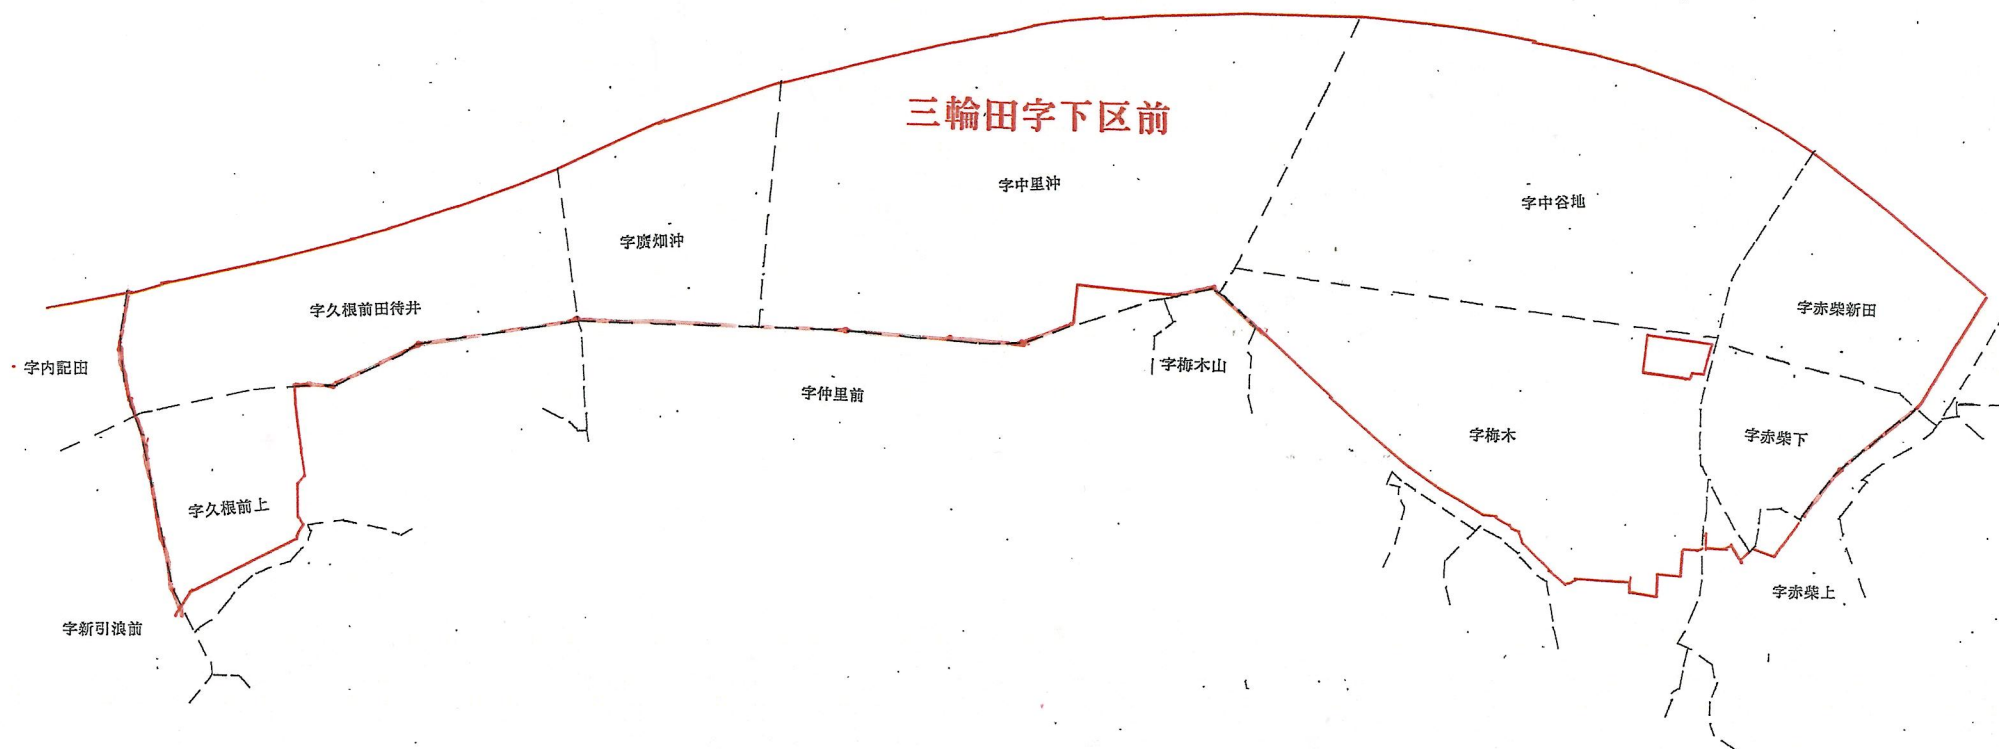 三輪田字下区前
字中里沖
字中谷地
字廣畑沖
字久根前田待井
字赤柴新田
字内記田
字梅木山
字仲里前
字梅木
字赤柴下
字久根前上
字赤柴上
字新引浪前